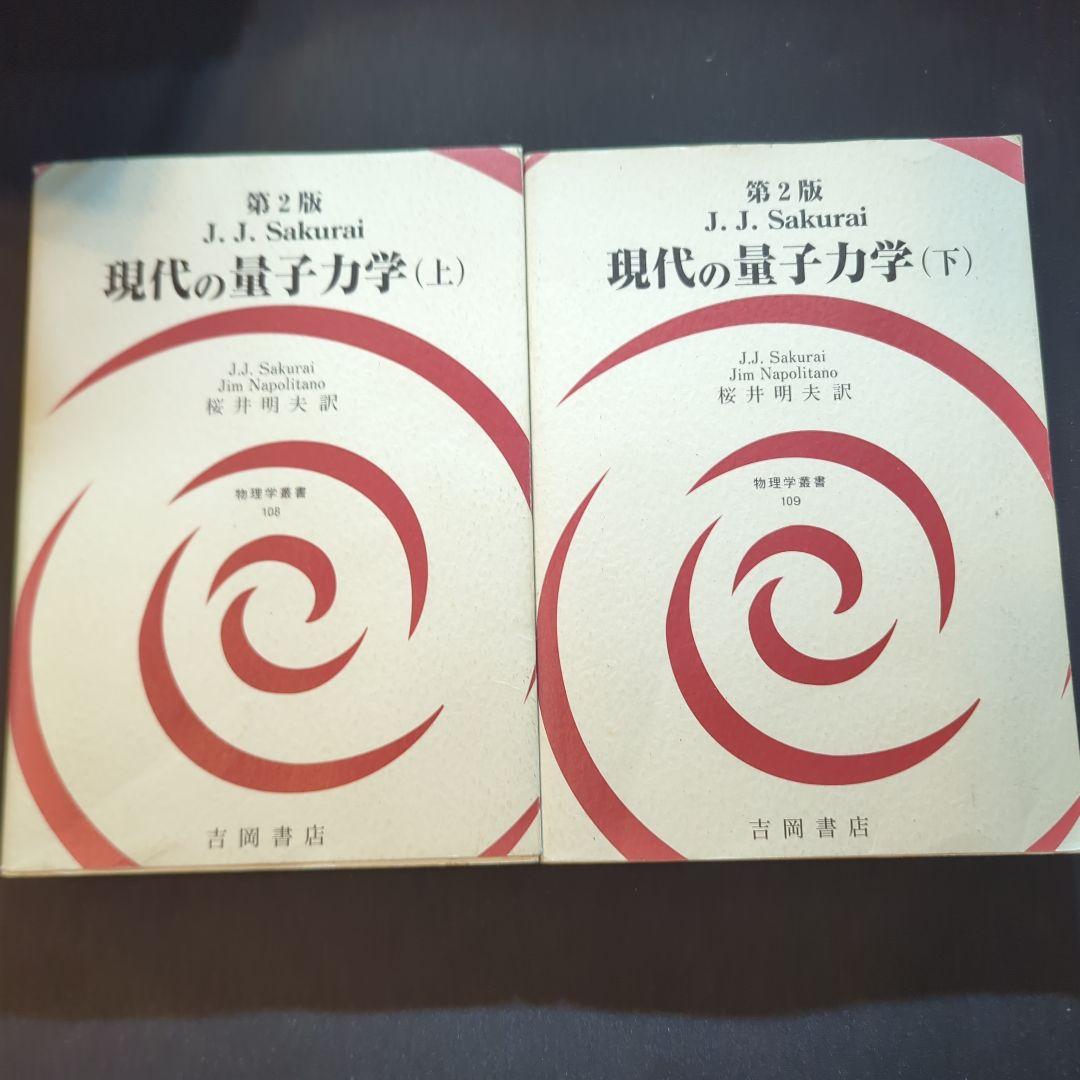 第2版
J. J. Sakurai
現代の量子力学(上)
J.J. Sakurai
Jim Napolitano
桜井明夫訳
物理学叢書
108
吉岡書店
第2版
J. J. Sakurai
現代の量子力学(下)
J.J. Sakurai
Jim Napolitano
桜井明夫訳
物理学叢書
109
吉岡書店